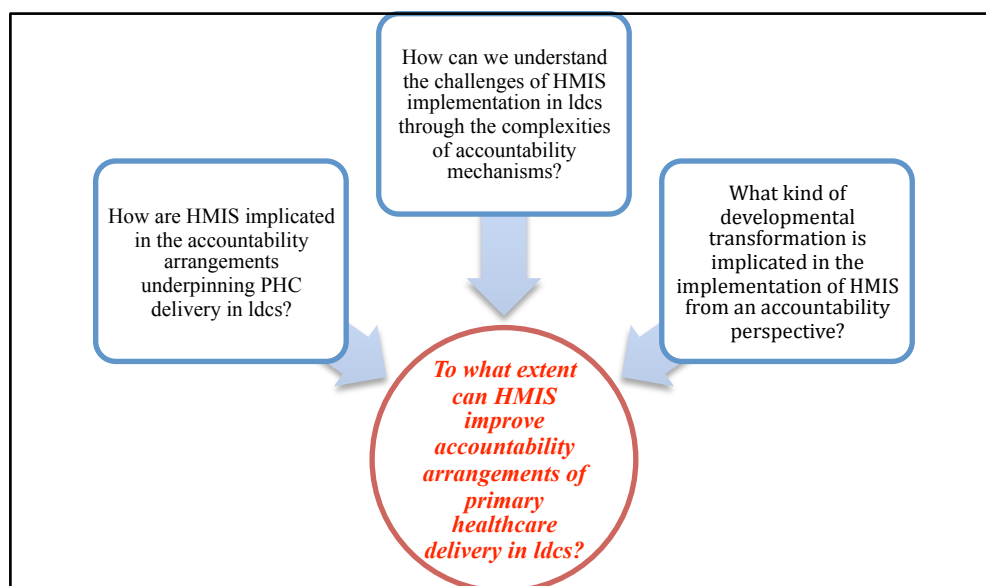 How can we understand
the challenges of HMIS
implementation in ldcs
through the complexities
of accountability
mechanisms?
How are HMIS implicated
in the accountability
arrangements
underpinning PHC
delivery in ldcs?
What kind of
developmental
transformation is
implicated in the
implementation of HMIS
from an accountability
perspective?
To what extent
can HMIS
improve
accountability
arrangements of
primary
healthcare
delivery in ldcs?